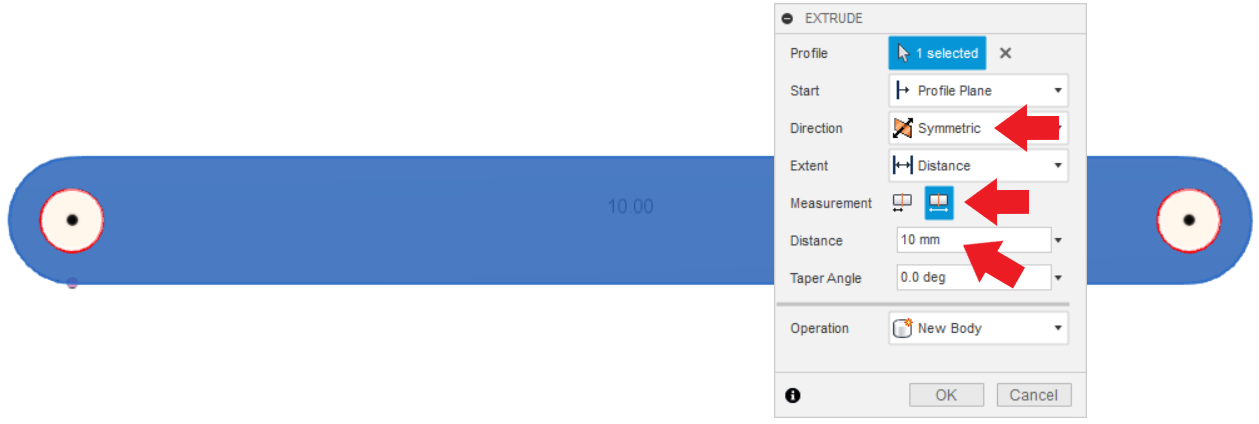 EXTRUDE
Profile 1 selected
Start Profile Plane
Direction Symmetric
Extent Distance
10.00
Measurement
Distance 10 mm
Taper Angle 0.0 deg
Operation New Body
OK Cancel